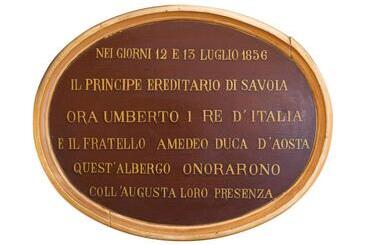 NEI GIORNI 12 E 13 LUGLIO 1856
IL PRINCIPE EREDITARIO DI SAVOIA
ORA UMBERTO I RE D'ITALIA
E IL FRATELLO AMEDEO DUCA D'AOSTA
QUEST'ALBERGO ONORARONO
COLL'AUGUSTA LORO PRESENZA